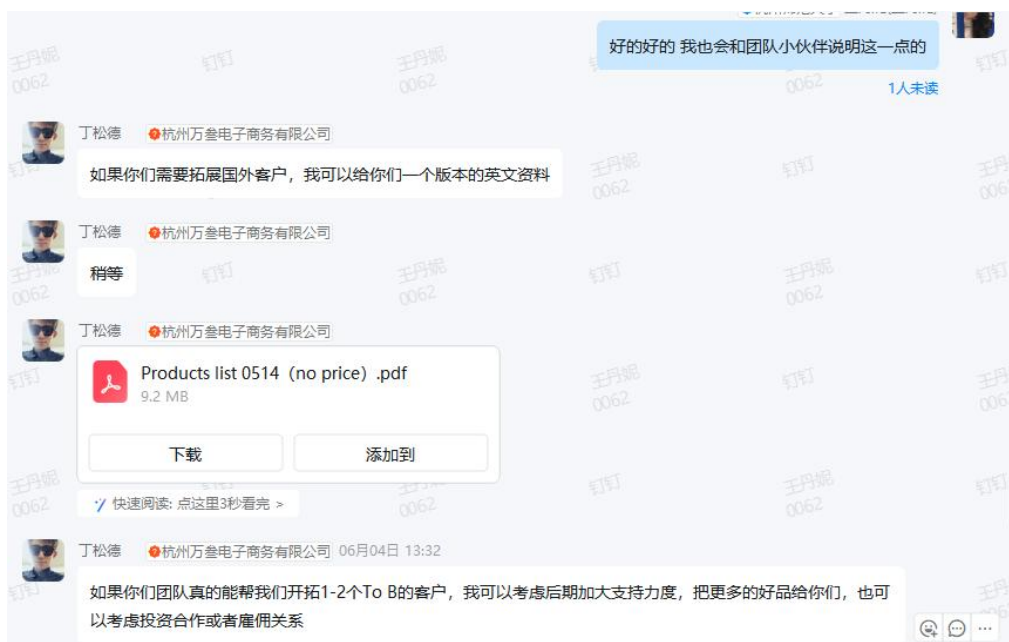 好的好的 我也会和团队小伙伴说明这一点的
1人未读
丁松德 杭州万叁电子商务有限公司
如果你们需要拓展国外客户，我可以给你们一个版本的英文资料
丁松德 杭州万叁电子商务有限公司
稍等
丁松德 杭州万叁电子商务有限公司
Products list 0514（no price）.pdf
9.2 MB
下载 添加到
快速阅读: 点这里3秒看完 >
丁松德 杭州万叁电子商务有限公司 06月04日 13:32
如果你们团队真的能帮我们开拓1-2个To B的客户，我可以考虑后期加大支持力度，把更多的好品给你们，也可
以考虑投资合作或者雇佣关系
王丹妮
0062
钉钉